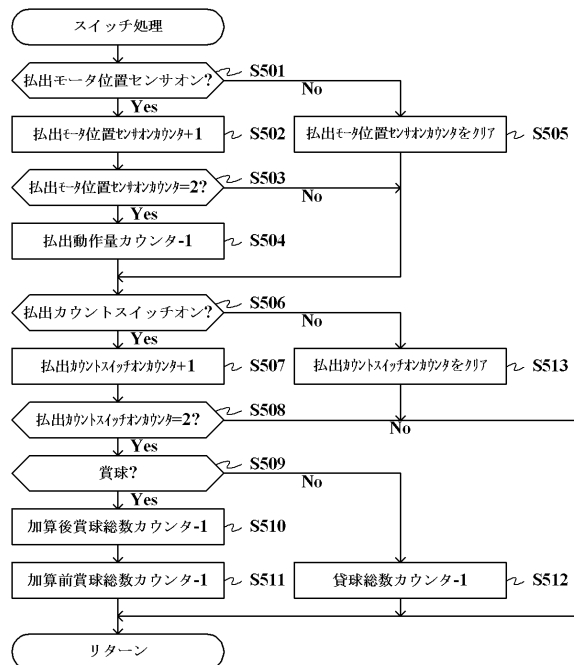 スイッチ処理
払出モータ位置センサオン?
S501
No
Yes
払出ﾓｰﾀ位置ｾﾝｻｵﾝｶｳﾝﾀ+1
S502
払出ﾓｰﾀ位置ｾﾝｻｵﾝｶｳﾝﾀをクリア
S505
払出ﾓｰﾀ位置ｾﾝｻｵﾝｶｳﾝﾀ=2?
S503
No
Yes
払出動作量カウンタ-1
S504
払出カウントスイッチオン?
S506
No
Yes
払出ｶｳﾝﾄｽｲｯﾁｵﾝｶｳﾝﾀ+1
S507
払出ｶｳﾝﾄｽｲｯﾁｵﾝｶｳﾝﾀをクリア
S513
払出ｶｳﾝﾄｽｲｯﾁｵﾝｶｳﾝﾀ=2?
S508
No
Yes
賞球?
S509
No
Yes
加算後賞球総数カウンタ-1
S510
加算前賞球総数カウンタ-1
S511
貸球総数カウンタ-1
S512
リターン